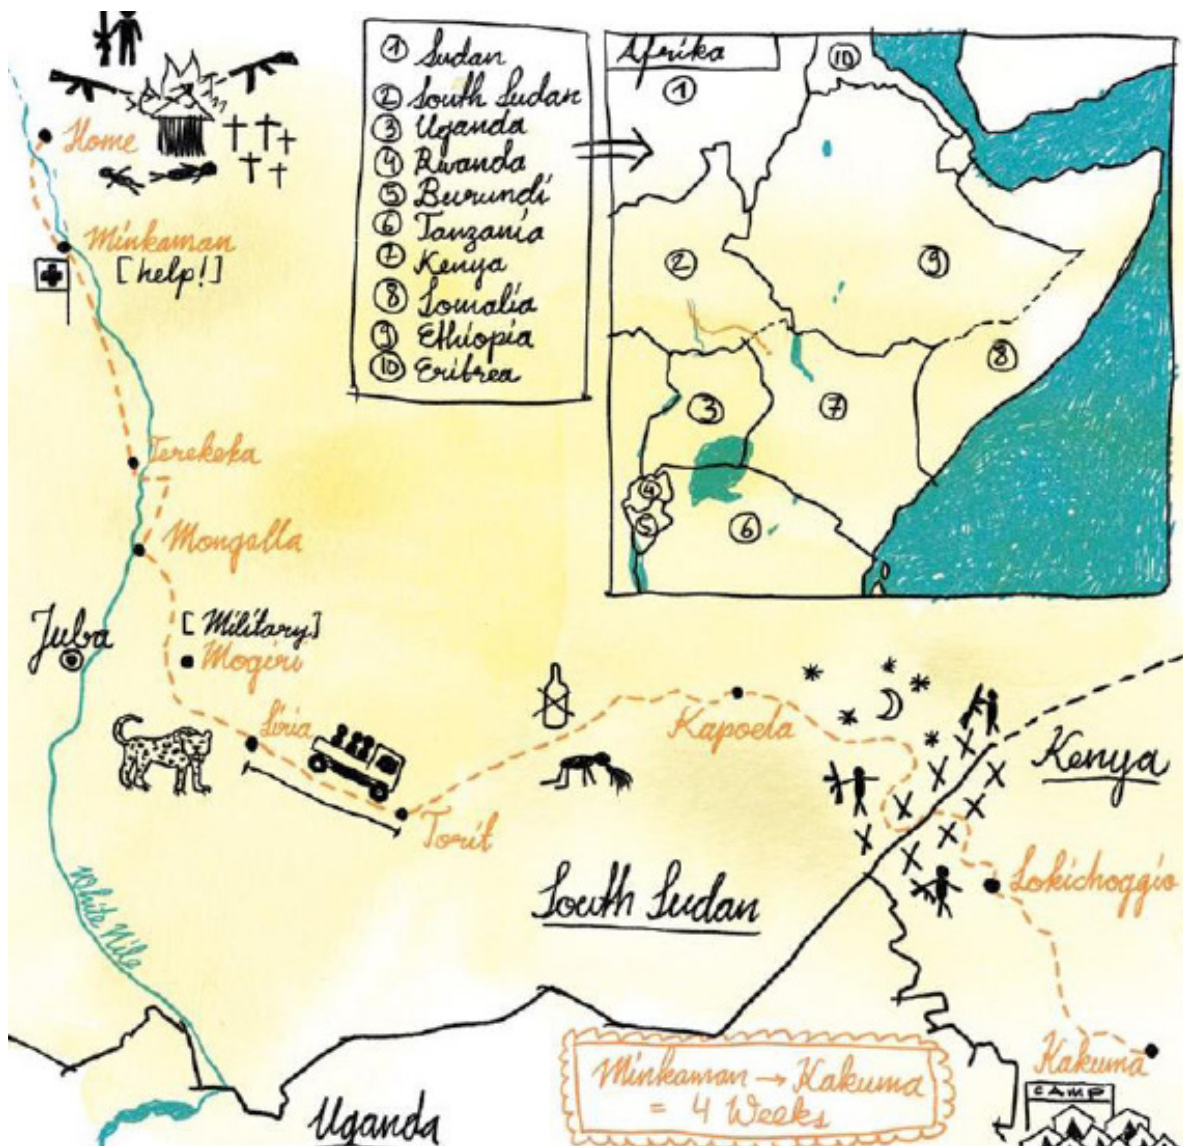 ① Sudan
② South Sudan
③ Uganda
④ Rwanda
⑤ Burundi
⑥ Tanzania
⑦ Kenya
⑧ Somalia
⑨ Ethiopia
⑩ Eritrea
Afrika
⑩
①
②
⑨
⑧
③
⑦
④
⑤
⑥
Home
Minkaman
[help!]
Terekeka
Mongalla
Juba
[Military]
Mogiri
Liria
Torit
Kapoeta
Kenya
South Sudan
Lokichoggio
White Nile
Kakuma
CAMP
Minkaman → Kakuma
= 4 Weeks
Uganda